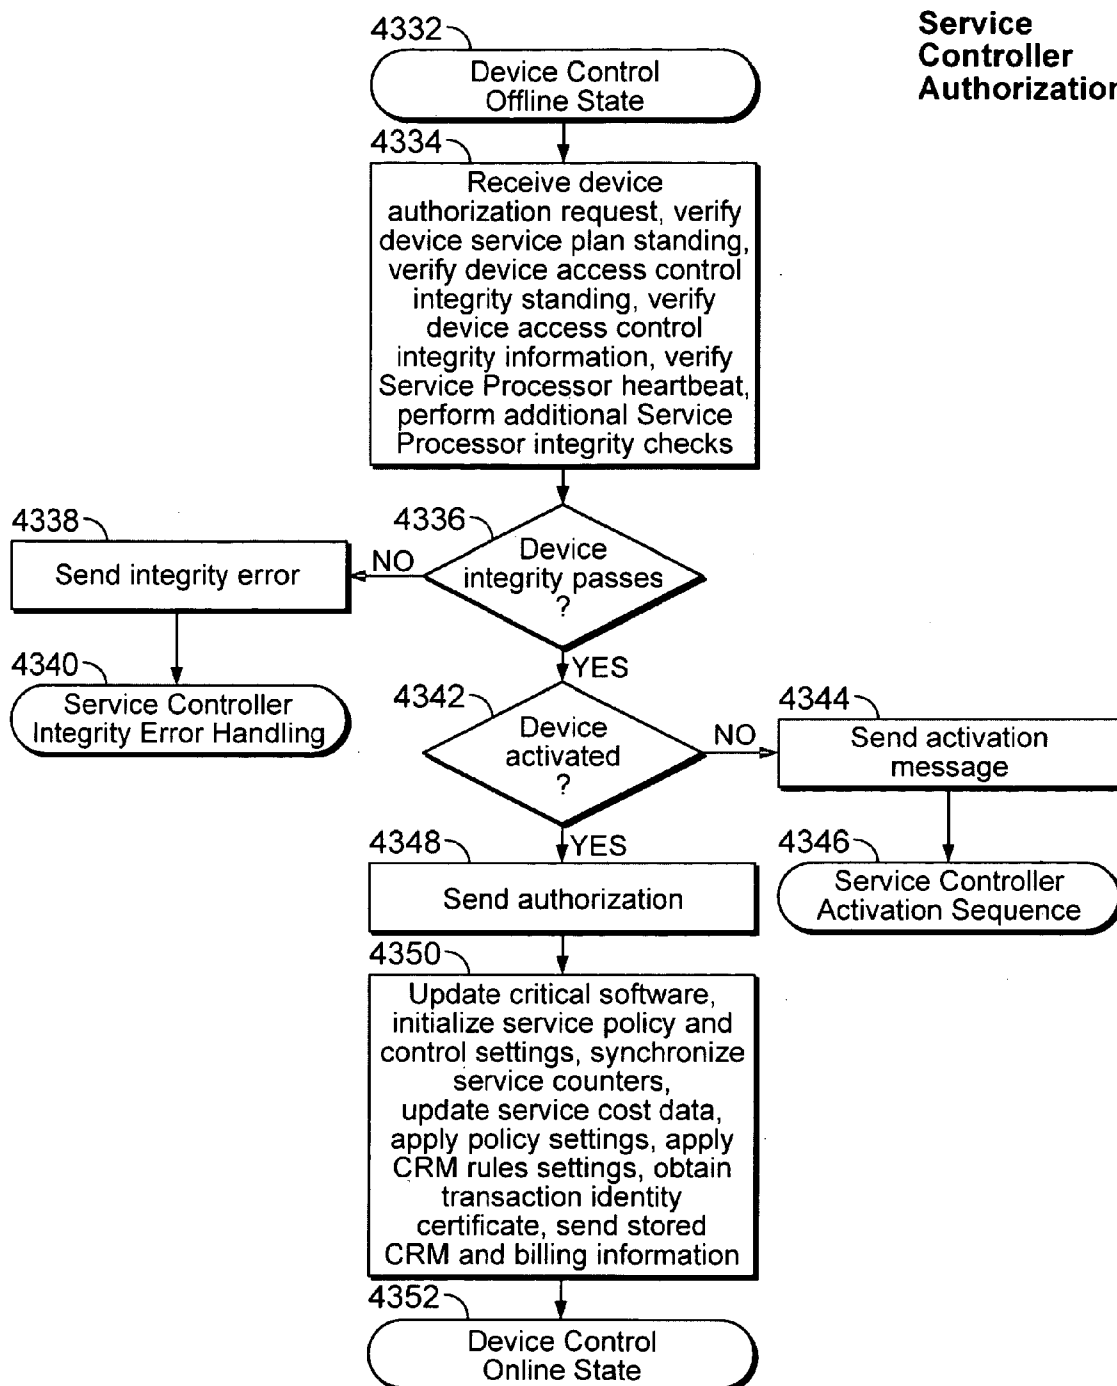 Service
Controller
Authorization
4332
Device Control
Offline State
4334
Receive device
authorization request, verify
device service plan standing,
verify device access control
integrity standing, verify
device access control
integrity information, verify
Service Processor heartbeat,
perform additional Service
Processor integrity checks
4336
Device
integrity passes
?
NO
4338
Send integrity error
4340
Service Controller
Integrity Error Handling
YES
4342
Device
activated
?
NO
4344
Send activation
message
4346
Service Controller
Activation Sequence
YES
4348
Send authorization
4350
Update critical software,
initialize service policy and
control settings, synchronize
service counters,
update service cost data,
apply policy settings, apply
CRM rules settings, obtain
transaction identity
certificate, send stored
CRM and billing information
4352
Device Control
Online State